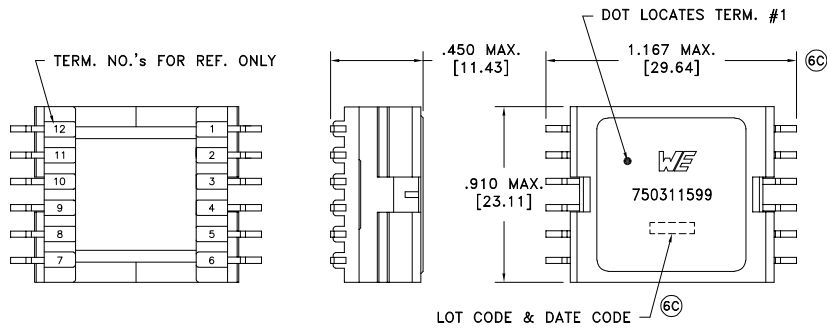 DOT LOCATES TERM. #1
TERM. NO.'s FOR REF. ONLY
.450 MAX.
[11.43]
1.167 MAX.
[29.64]
6C
12
11
10
9
8
7
1
2
3
4
5
6
.910 MAX.
[23.11]
WE
750311599
LOT CODE & DATE CODE
6C